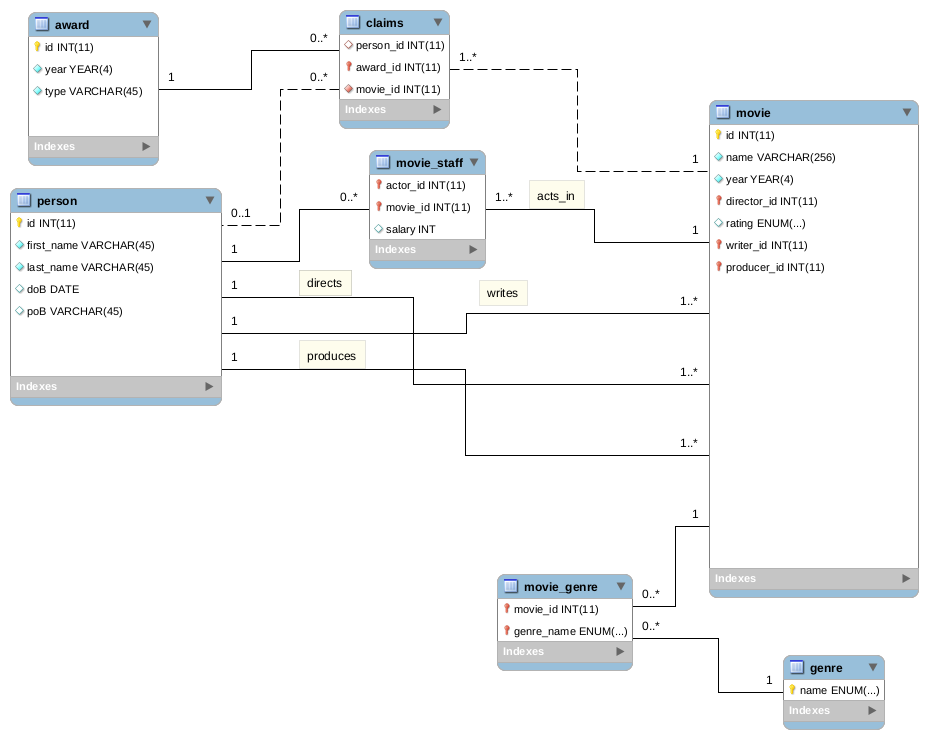 award
id INT(11)
year YEAR(4)
type VARCHAR(45)
Indexes
1
0..*
claims
person_id INT(11)
award_id INT(11)
movie_id INT(11)
Indexes
0..*
1..*
movie_staff
actor_id INT(11)
movie_id INT(11)
salary INT
Indexes
0..*
1..*
acts_in
1
1
movie
id INT(11)
name VARCHAR(256)
year YEAR(4)
director_id INT(11)
rating ENUM(...)
writer_id INT(11)
producer_id INT(11)
Indexes
person
id INT(11)
first_name VARCHAR(45)
last_name VARCHAR(45)
doB DATE
poB VARCHAR(45)
Indexes
0..1
1
1
directs
1
writes
1..*
1
produces
1..*
1..*
1
movie_genre
movie_id INT(11)
genre_name ENUM(...)
Indexes
0..*
0..*
1
genre
name ENUM(...)
Indexes